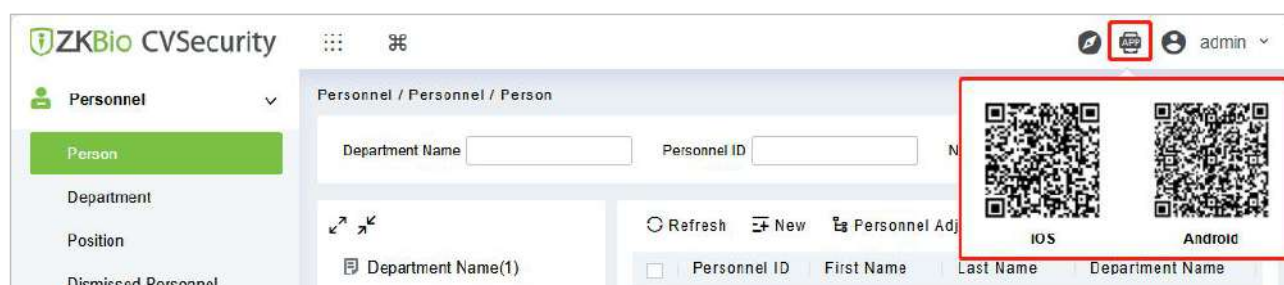 ZKBio CVSecurity
APP
admin
Personnel
Personnel / Personnel / Person
Person
Department Name
Personnel ID
N
Department
Position
Refresh New Personnel Adj
IOS Android
Department Name(1)
Personnel ID First Name Last Name Department Name
Dismissed Personnel